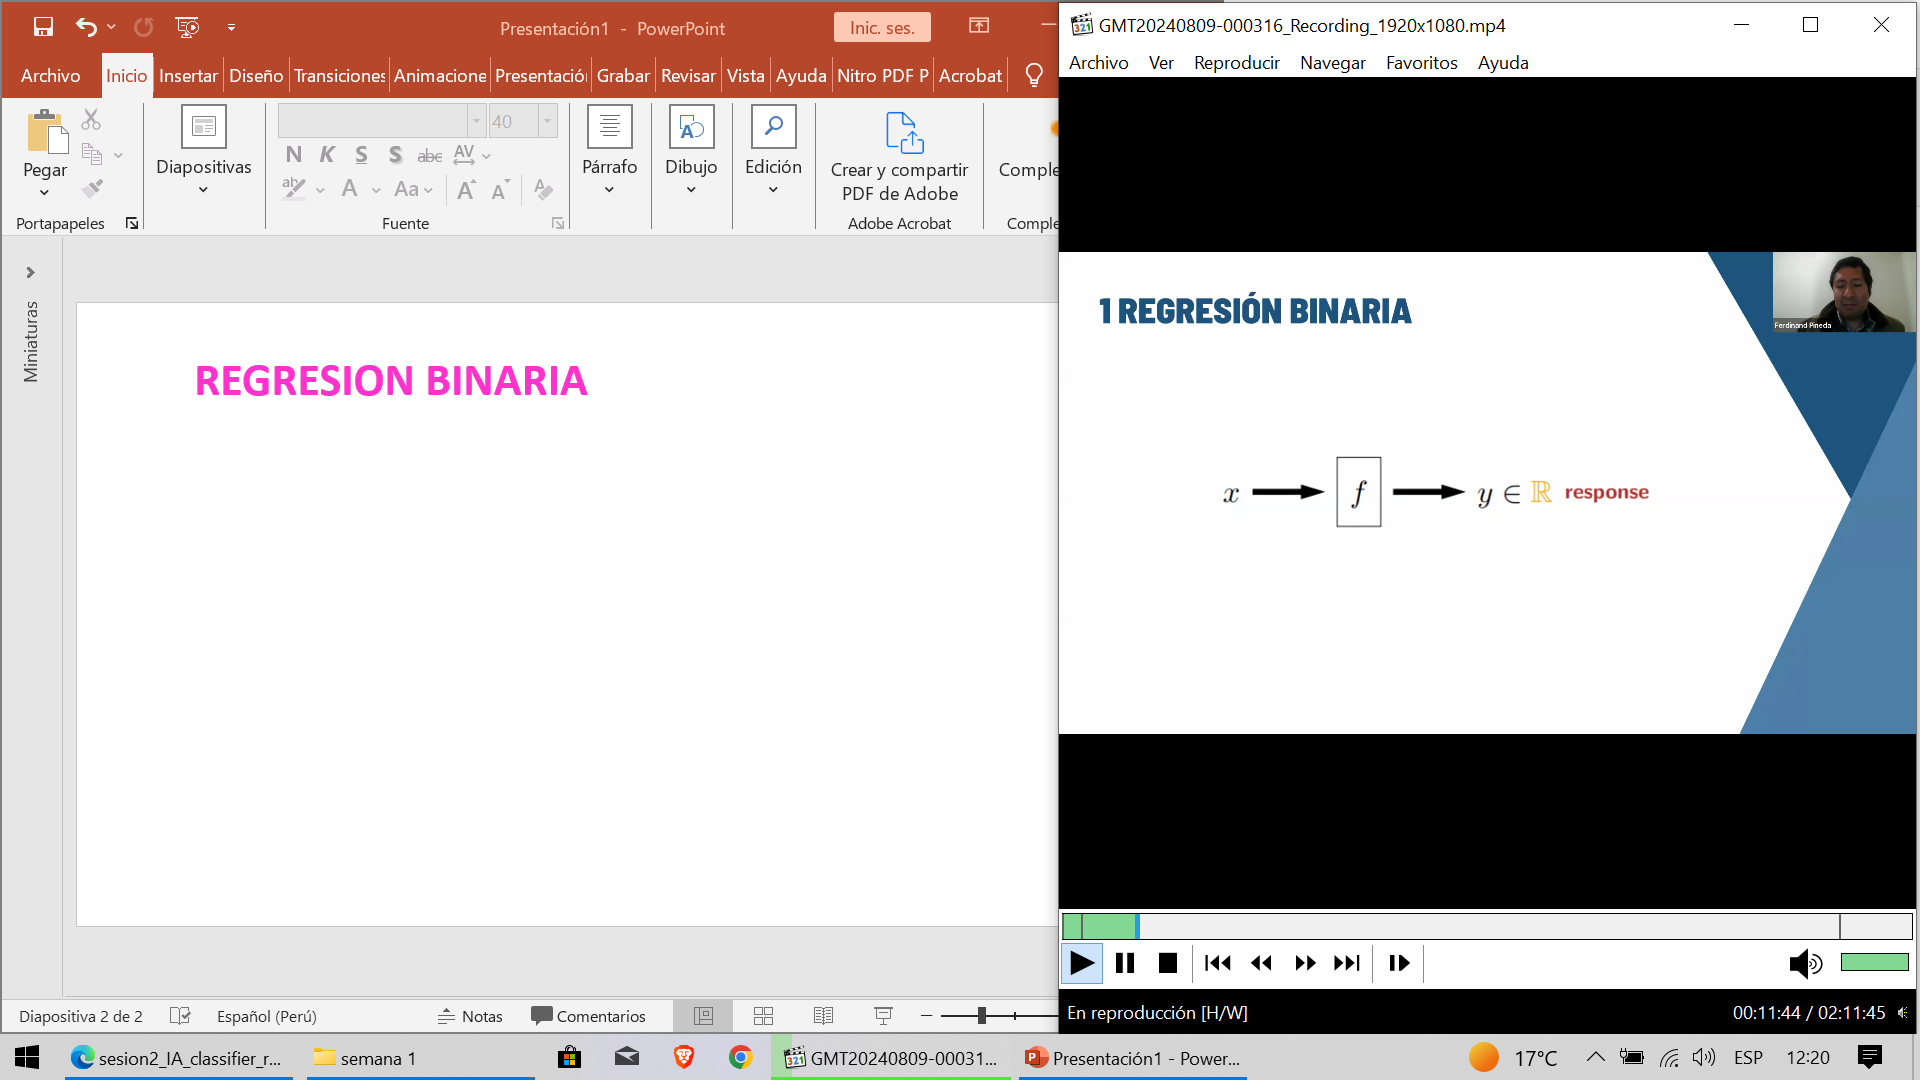 Presentación1 - PowerPoint
Inic. ses.
Archivo
Inicio
Insertar
Diseño
Transiciones
Animacione
Presentació
Grabar
Revisar
Vista
Ayuda
Nitro PDF P
Acrobat
Pegar
Portapapeles
Diapositivas
40
N K S S abc AV
ab A Aa A A A
Fuente
Párrafo
Dibujo
Edición
Crear y compartir
PDF de Adobe
Adobe Acrobat
Comple
Comple
Miniaturas
REGRESION BINARIA
Diapositiva 2 de 2
Español (Perú)
Notas
Comentarios
GMT20240809-000316_Recording_1920x1080.mp4
Archivo Ver Reproducir Navegar Favoritos Ayuda
1 REGRESIÓN BINARIA
Ferdinand Pineda
x f y ∈ ℝ response
En reproducción [H/W]
00:11:44 / 02:11:45
sesion2_IA_classifier_r...
semana 1
321 GMT20240809-00031...
Presentación1 - Power...
17°C
ESP
12:20